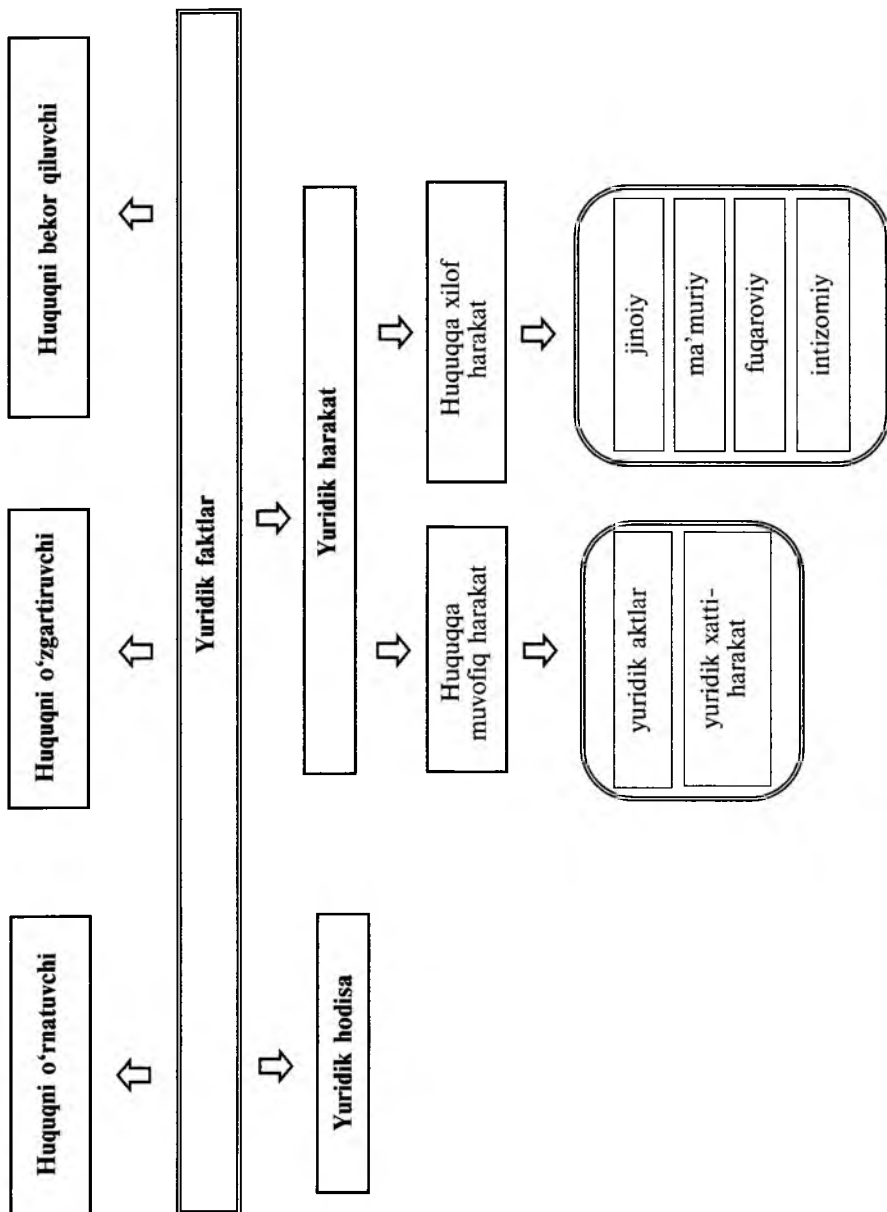 Huquqni o‘rnatuvchi
Huquqni o‘zgartiruvchi
Huquqni bekor qiluvchi
Yuridik faktlar
Yuridik hodisa
Yuridik harakat
Huquqqa
muvofiq harakat
Huquqqa xilof
harakat
yuridik aktlar
yuridik xatti-
harakat
jinoiy
ma’muriy
fuqaroviy
intizomiy